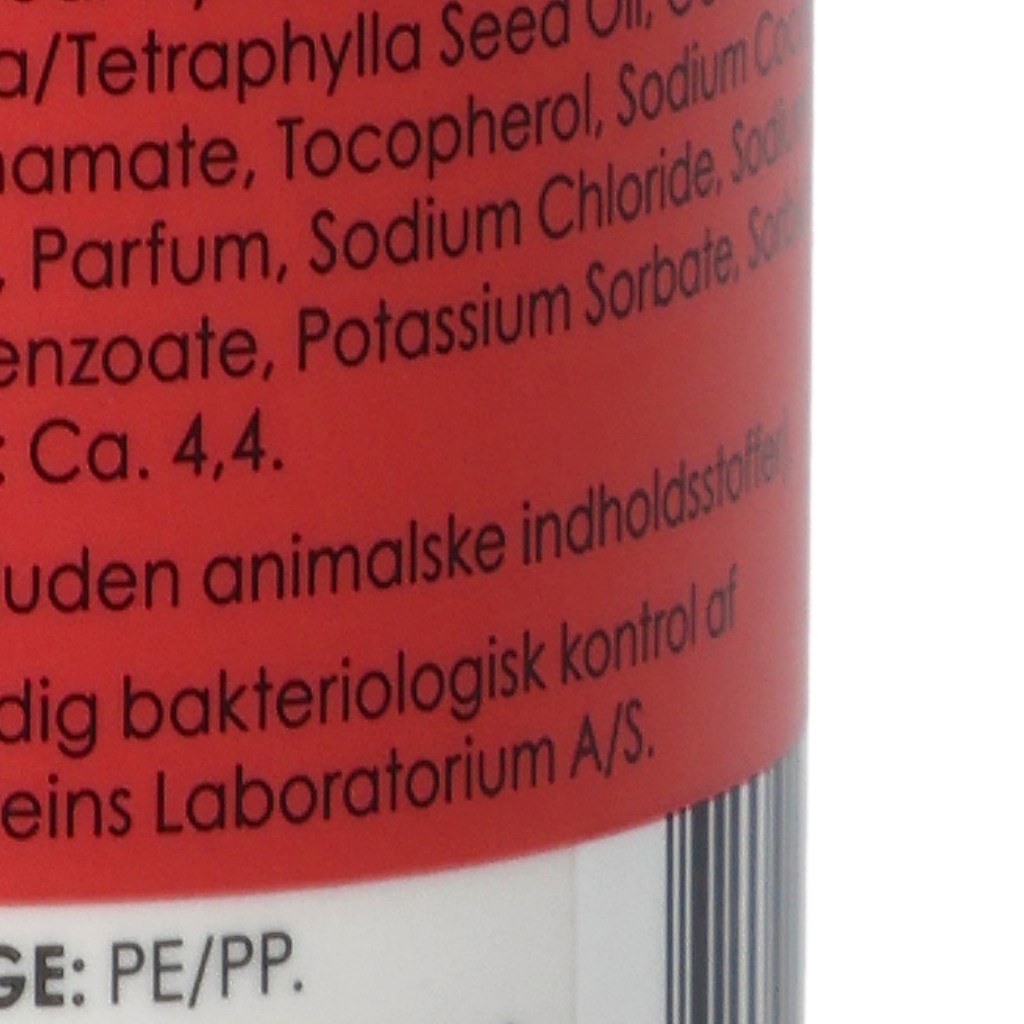 a/Tetraphylla Seed Oil,
namate, Tocopherol, Sodium
, Parfum, Sodium Chloride,
enzoate, Potassium Sorbate,
: Ca. 4,4.
uden animalske indholdsstoffer)
dig bakteriologisk kontrol af
eins Laboratorium A/S.
GE: PE/PP.